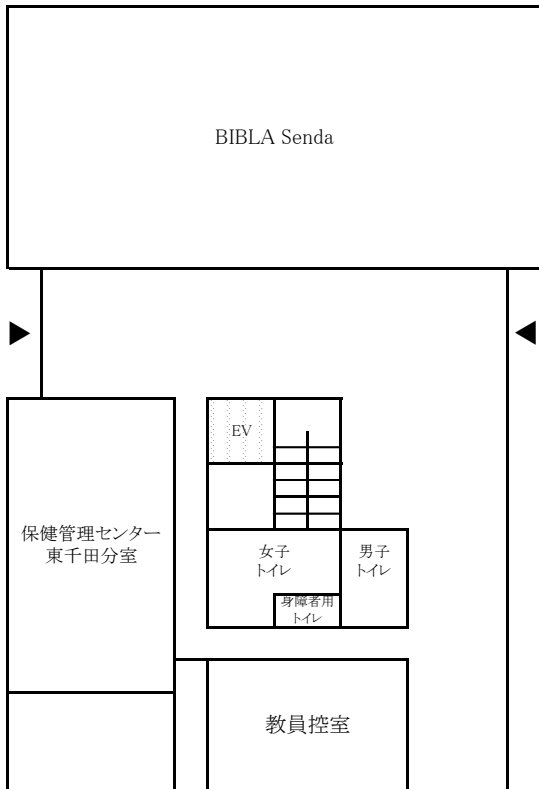 BIBLA Senda
EV
保健管理センター
東千田分室
女子
トイレ
男子
トイレ
身障者用
トイレ
教員控室